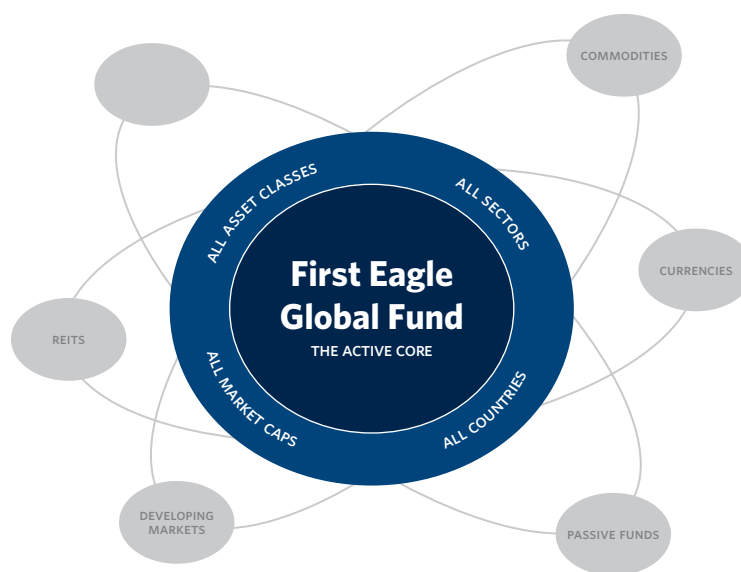 COMMODITIES
ALL ASSET CLASSES
ALL SECTORS
First Eagle
Global Fund
THE ACTIVE CORE
CURRENCIES
REITS
ALL MARKET CAPS
ALL COUNTRIES
DEVELOPING
MARKETS
PASSIVE FUNDS